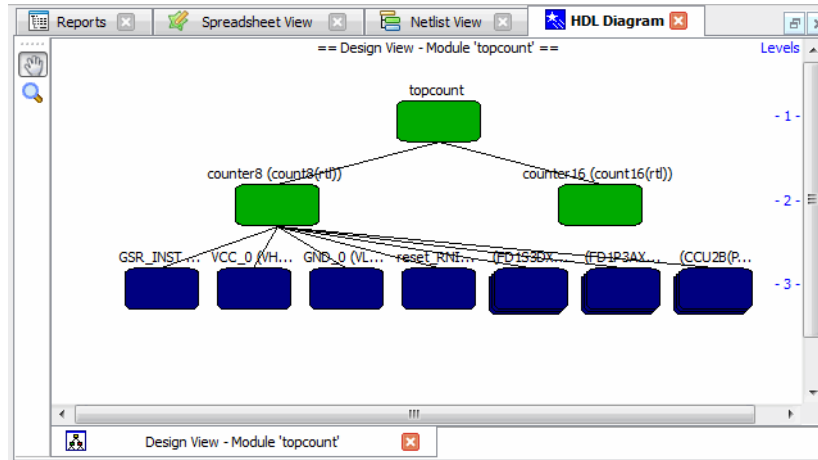 Reports Spreadsheet View Netlist View HDL Diagram
== Design View - Module 'topcount' == Levels
topcount
- 1 -
counter8 (count8(rtl)) counter16 (count16(rtl))
- 2 -
GSR_INST ... VCC_0 (VH... GND_0 (VL... reset_RNI... (FD1S3DX... (FD1P3AX... (CCU2B(P...
- 3 -
Design View - Module 'topcount'